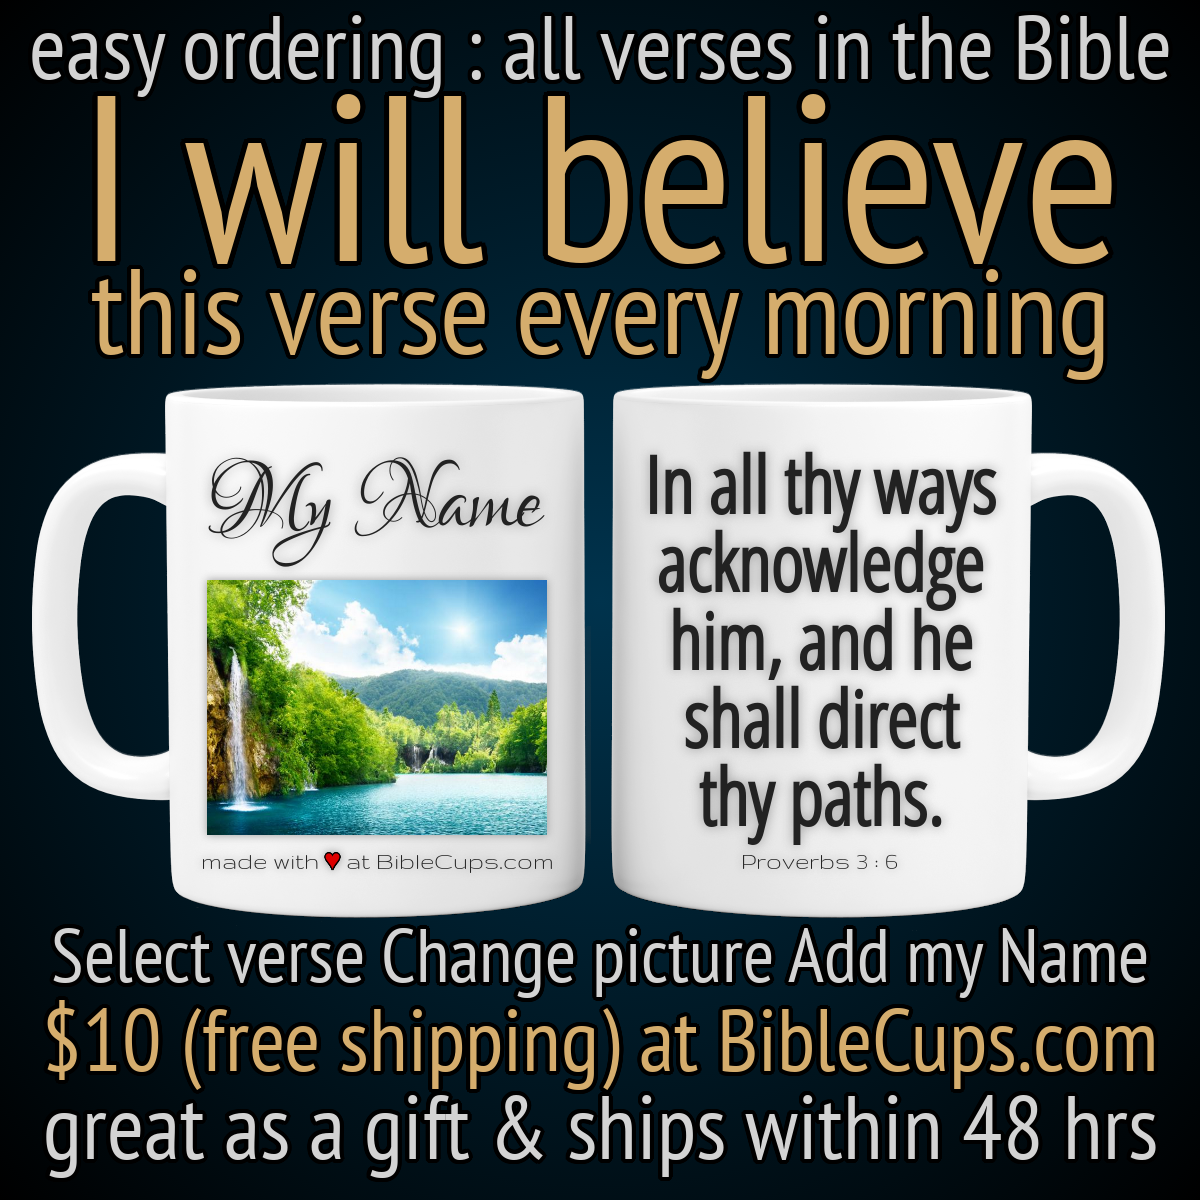 easy ordering : all verses in the Bible
I will believe
this verse every morning
My Name
made with ♥ at BibleCups.com
In all thy ways
acknowledge
him, and he
shall direct
thy paths.
Proverbs 3 : 6
Select verse Change picture Add my Name
$10 (free shipping) at BibleCups.com
great as a gift & ships within 48 hrs